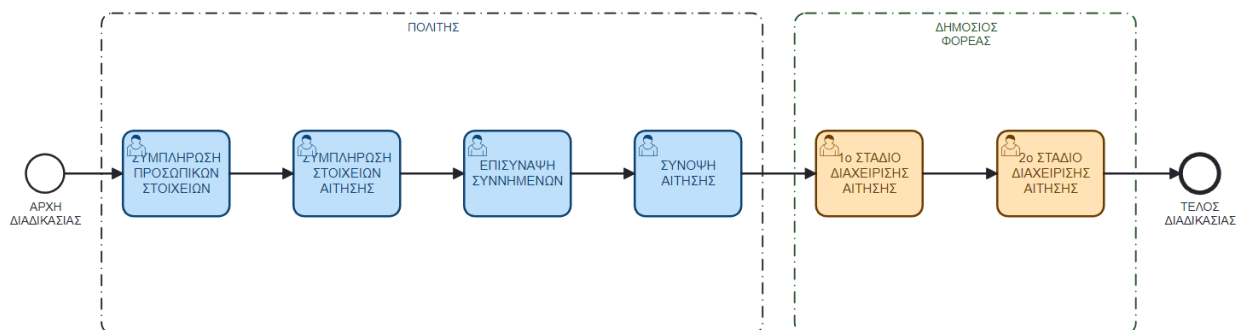 ΠΟΛΙΤΗΣ
ΔΗΜΟΣΙΟΣ
ΦΟΡΕΑΣ
ΑΡΧΗ
ΔΙΑΔΙΚΑΣΙΑΣ
ΣΥΜΠΛΗΡΩΣΗ
ΠΡΟΣΩΠΙΚΩΝ
ΣΤΟΙΧΕΙΩΝ
ΣΥΜΠΛΗΡΩΣΗ
ΣΤΟΙΧΕΙΩΝ
ΑΙΤΗΣΗΣ
ΕΠΙΣΥΝΑΨΗ
ΣΥΝΝΗΜΕΝΩΝ
ΣΥΝΟΨΗ
ΑΙΤΗΣΗΣ
1ο ΣΤΑΔΙΟ
ΔΙΑΧΕΙΡΙΣΗΣ
ΑΙΤΗΣΗΣ
2ο ΣΤΑΔΙΟ
ΔΙΑΧΕΙΡΙΣΗΣ
ΑΙΤΗΣΗΣ
ΤΕΛΟΣ
ΔΙΑΔΙΚΑΣΙΑΣ